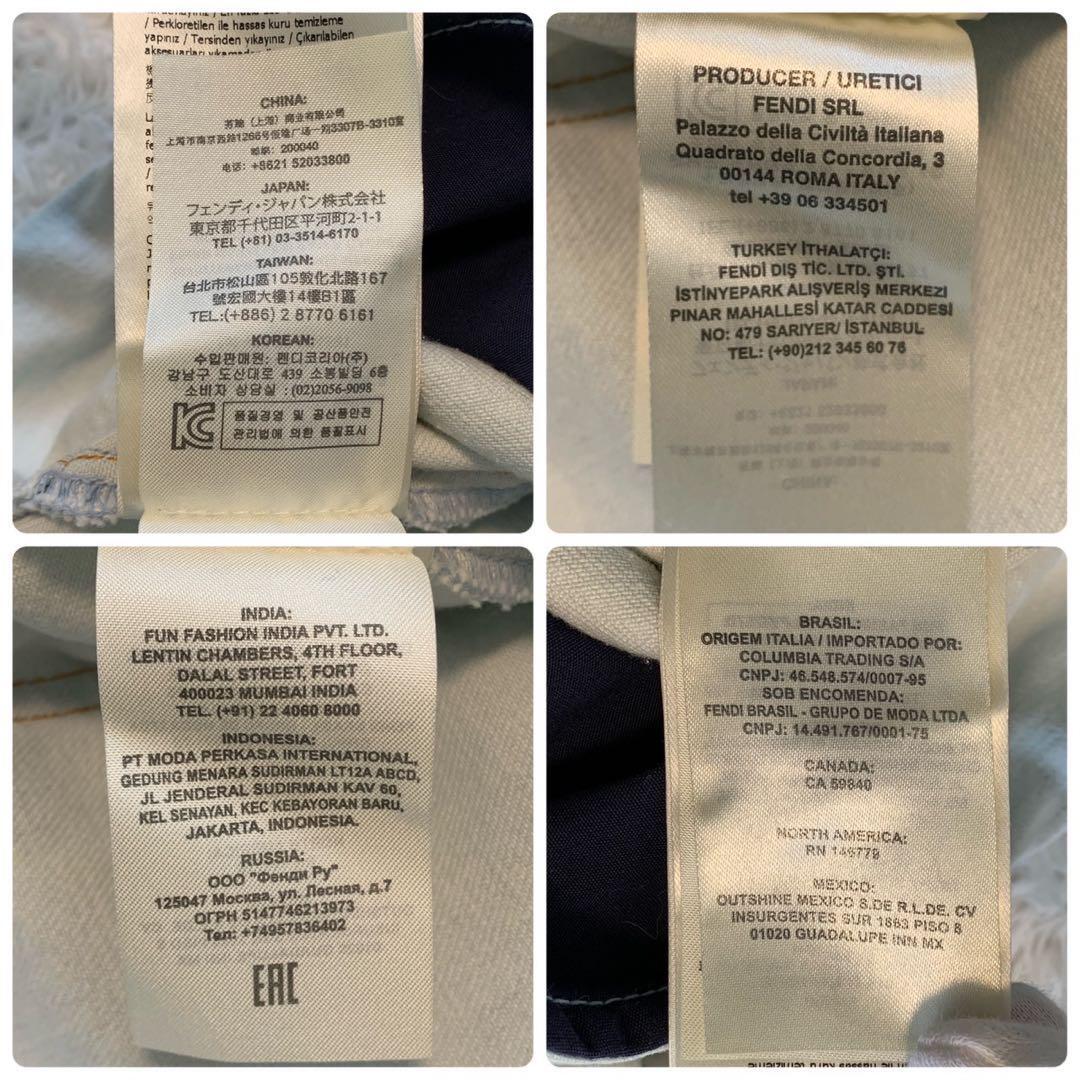 / Perkloretilen ile hassas kuru temizleme
yapınız / Tersinden yıkayınız / Çıkarılabilen
CHINA:
芬迪（上海）商业有限公司
上海市南京西路1266号恒隆广场一期3307B-3310室
邮编：200040
电话：+8621 52033800
JAPAN:
フェンディ・ジャパン株式会社
東京都千代田区平河町2-1-1
TEL (+81) 03-3514-6170
TAIWAN:
台北市松山區105敦化北路167
號宏國大樓14樓B1區
TEL:(+886) 2 8770 6161
KOREAN:
수입판매원: 펜디코리아(주)
강남구 도산대로 439 소봉빌딩 6층
소비자 상담실 :(02)2056-9098
품질경영 및 공산품안전
관리법에 의한 품질표시
PRODUCER / URETICI
FENDI SRL
Palazzo della Civiltà Italiana
Quadrato della Concordia, 3
00144 ROMA ITALY
tel +39 06 334501
TURKEY İTHALATÇI:
FENDİ DIŞ TİC. LTD. ŞTİ.
İSTİNYEPARK ALIŞVERİŞ MERKEZİ
PINAR MAHALLESİ KATAR CADDESİ
NO: 479 SARIYER/ İSTANBUL
TEL: (+90)212 345 60 76
INDIA:
FUN FASHION INDIA PVT. LTD.
LENTIN CHAMBERS, 4TH FLOOR,
DALAL STREET, FORT
400023 MUMBAI INDIA
TEL. (+91) 22 4060 8000
INDONESIA:
PT MODA PERKASA INTERNATIONAL,
GEDUNG MENARA SUDIRMAN LT12A ABCD,
JL JENDERAL SUDIRMAN KAV 60,
KEL SENAYAN, KEC KEBAYORAN BARU,
JAKARTA, INDONESIA.
RUSSIA:
ООО "Фенди Ру"
125047 Москва, ул. Лесная, д.7
ОГРН 5147746213973
Тел: +74957836402
EAC
BRASIL:
ORIGEM ITALIA / IMPORTADO POR:
COLUMBIA TRADING S/A
CNPJ: 46.548.574/0007-95
SOB ENCOMENDA:
FENDI BRASIL - GRUPO DE MODA LTDA
CNPJ: 14.491.767/0001-75
CANADA:
CA 59840
NORTH AMERICA:
RN 146779
MEXICO:
OUTSHINE MEXICO S.DE R.L.DE. CV
INSURGENTES SUR 1863 PISO 8
01020 GUADALUPE INN MX